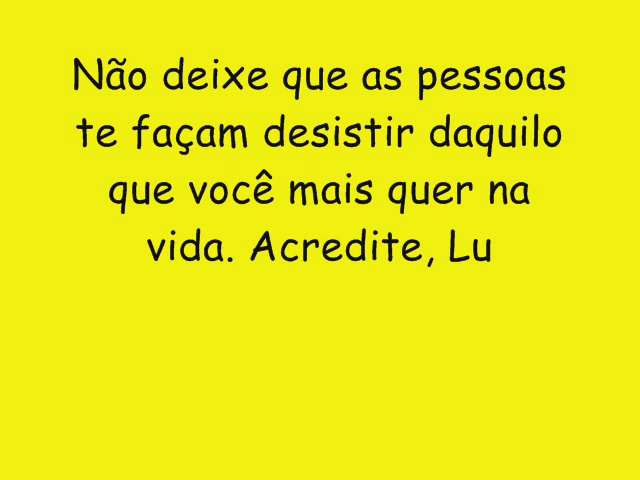 Não deixe que as pessoas
te façam desistir daquilo
que você mais quer na
vida. Acredite, Lu